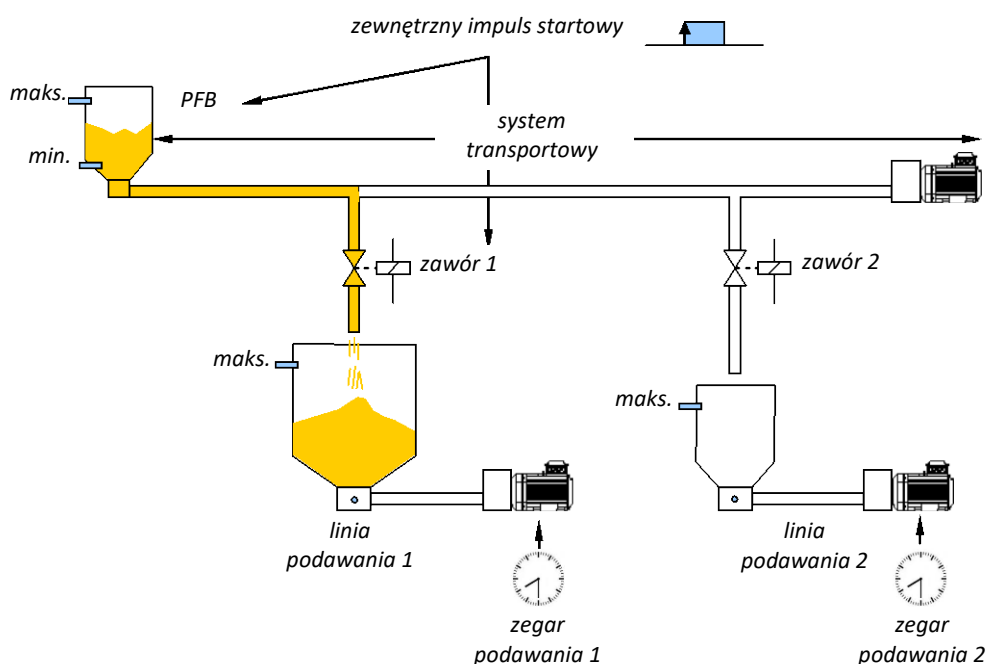 zewnętrzny impuls startowy
maks.
PFB
system
transportowy
min.
zawór 1
zawór 2
maks.
maks.
linia
podawania 1
linia
podawania 2
zegar
podawania 1
zegar
podawania 2